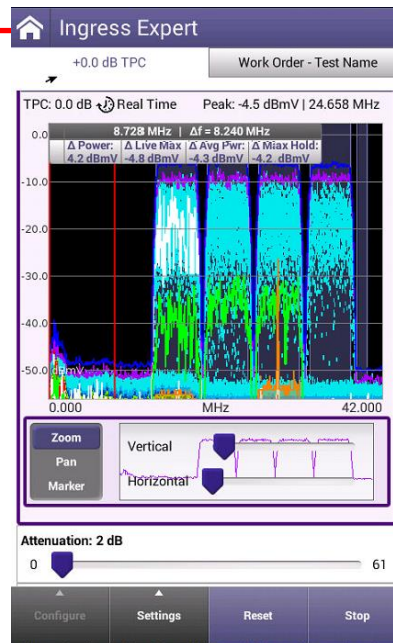 Ingress Expert
+0.0 dB TPC
Work Order - Test Name
TPC: 0.0 dB Real Time Peak: -4.5 dBmV | 24.658 MHz
0.0
8.728 MHz | Δf = 8.240 MHz
Δ Power: Δ Live Max Δ Avg Pwr: Δ Max Hold:
4.2 dBmV -4.8 dBmV -4.3 dBmV -4.2 dBmV
-10.0
-20.0
-30.0
-40.0
-50.0 dBmV
0.000 MHz 42.000
Zoom
Pan
Marker
Vertical
Horizontal
Attenuation: 2 dB
0 61
Configure Settings Reset Stop